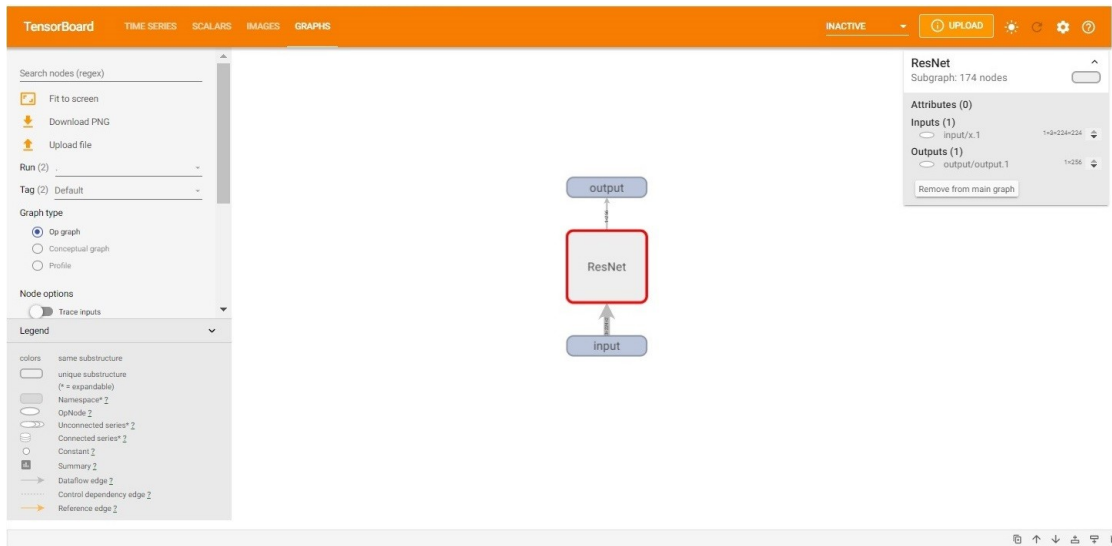 TensorBoard TIME SERIES SCALARS IMAGES GRAPHS INACTIVE UPLOAD
Search nodes (regex)
Fit to screen
Download PNG
Upload file
Run (2) .
Tag (2) Default
Graph type
Op graph
Conceptual graph
Profile
Node options
Trace inputs
Legend
colors same substructure
unique substructure
(* = expandable)
Namespace* ?
OpNode ?
Unconnected series* ?
Connected series* ?
Constant ?
Summary ?
Dataflow edge ?
Control dependency edge ?
Reference edge ?
output
ResNet
input
ResNet
Subgraph: 174 nodes
Attributes (0)
Inputs (1)
input/x.1
Outputs (1)
output/output.1 1×256
Remove from main graph